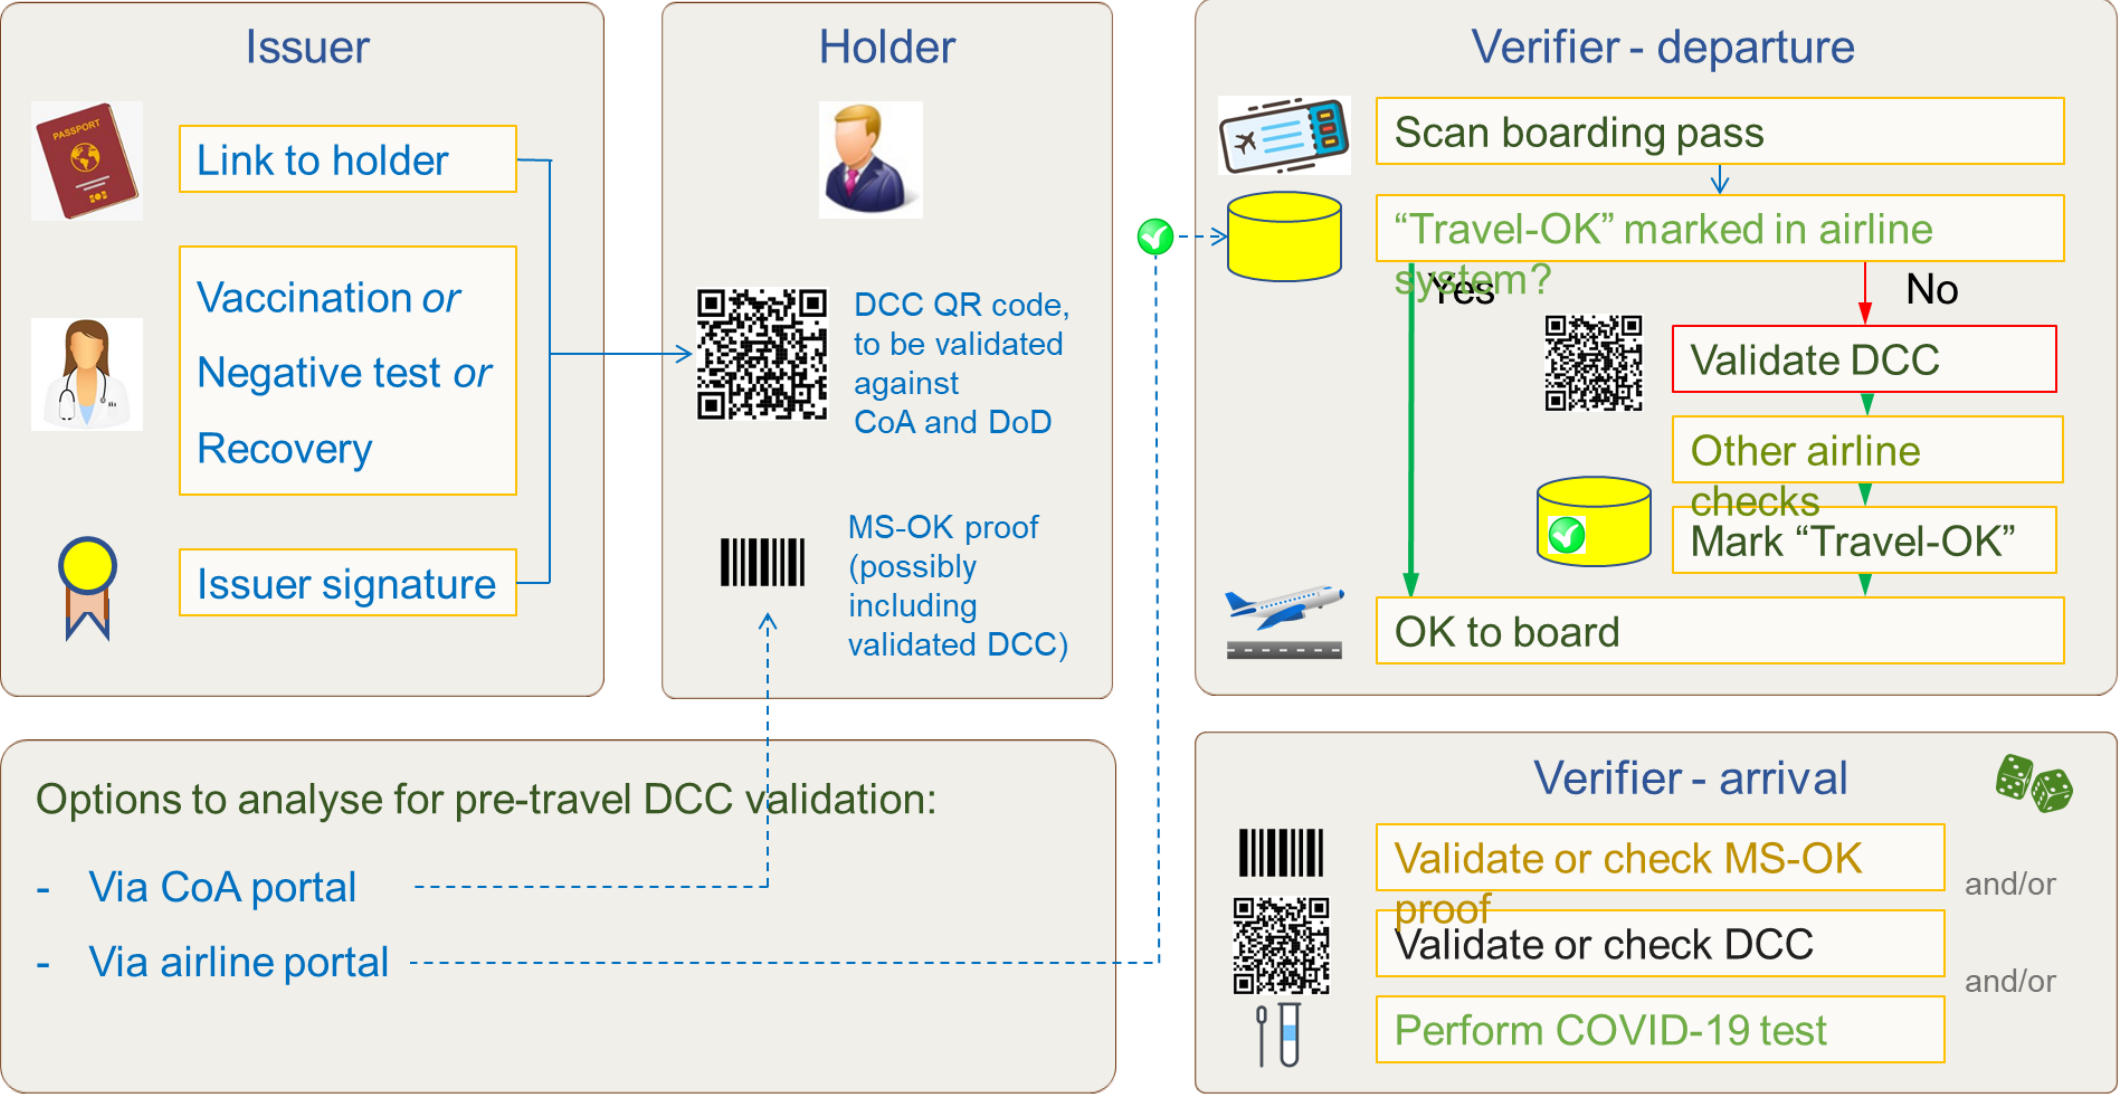 Issuer
PASSPORT
Link to holder
Vaccination or
Negative test or
Recovery
Issuer signature
Holder
DCC QR code,
to be validated
against
CoA and DoD
MS-OK proof
(possibly
including
validated DCC)
Verifier - departure
Scan boarding pass
“Travel-OK” marked in airline
system?
Yes
No
Validate DCC
Other airline
checks
Mark “Travel-OK”
OK to board
Options to analyse for pre-travel DCC validation:
- Via CoA portal
- Via airline portal
Verifier - arrival
Validate or check MS-OK
proof
and/or
Validate or check DCC
and/or
Perform COVID-19 test